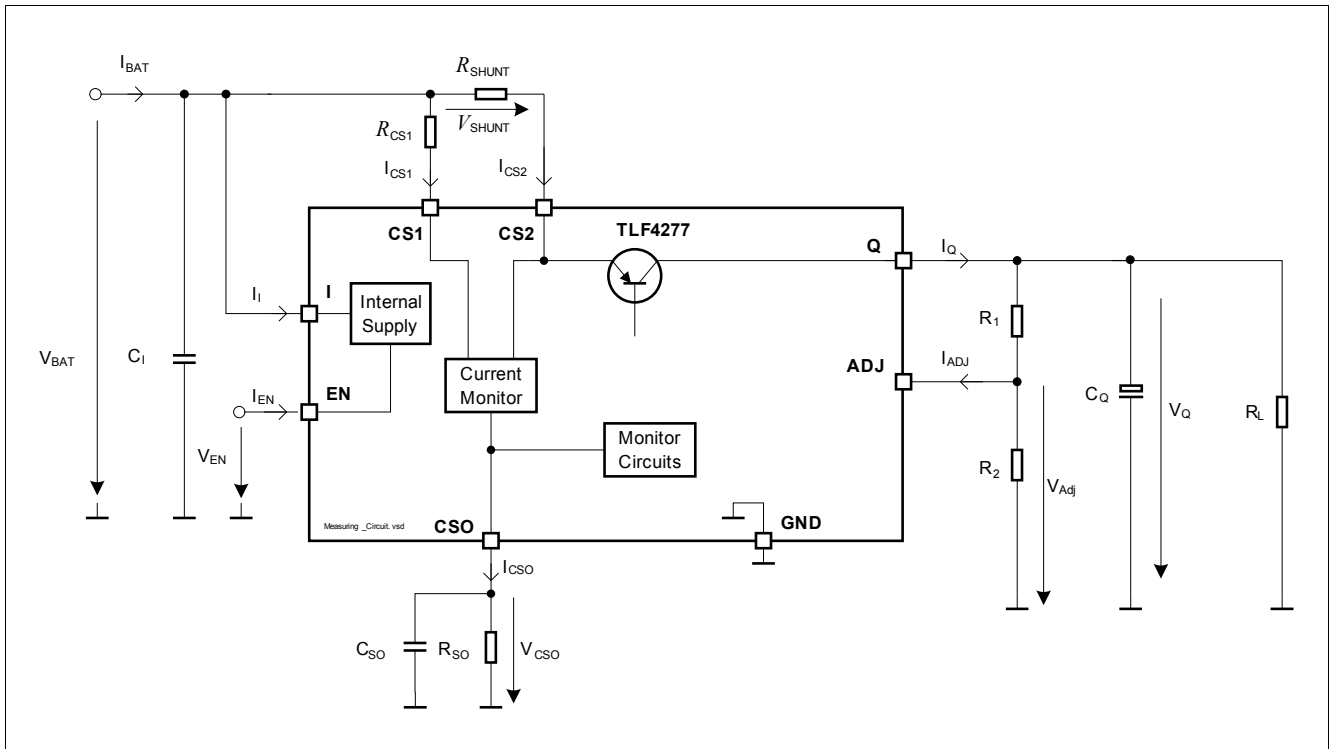 I_BAT
R_SHUNT
V_SHUNT
R_CS1
I_CS1
I_CS2
CS1
CS2
TLF4277
Q
I_Q
I_I
I
Internal
Supply
R_1
V_BAT
C_I
Current
Monitor
ADJ
I_ADJ
I_EN
EN
C_Q
V_Q
R_L
V_EN
Monitor
Circuits
R_2
V_Adj
Measuring _Circuit.vsd
CSO
GND
I_CSO
C_SO
R_SO
V_CSO